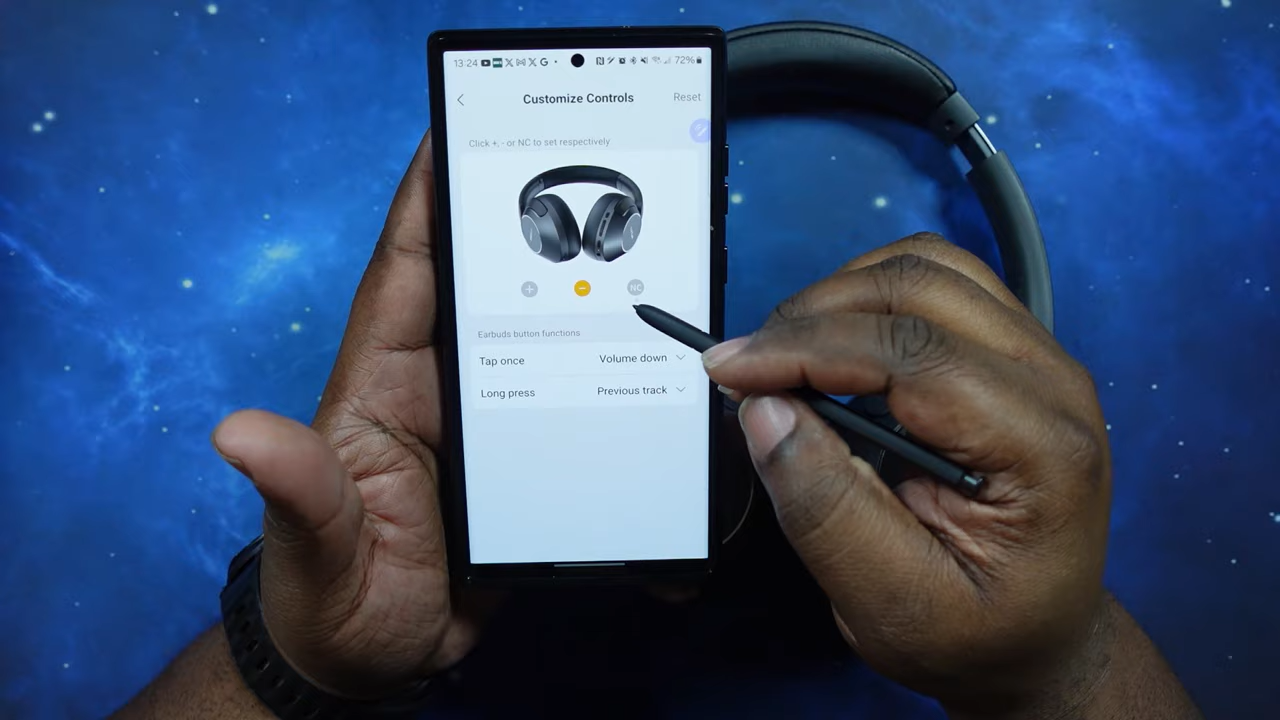 13:24 72%
Customize Controls Reset
Click +, - or NC to set respectively
+ - NC
Earbuds button functions
Tap once Volume down
Long press Previous track